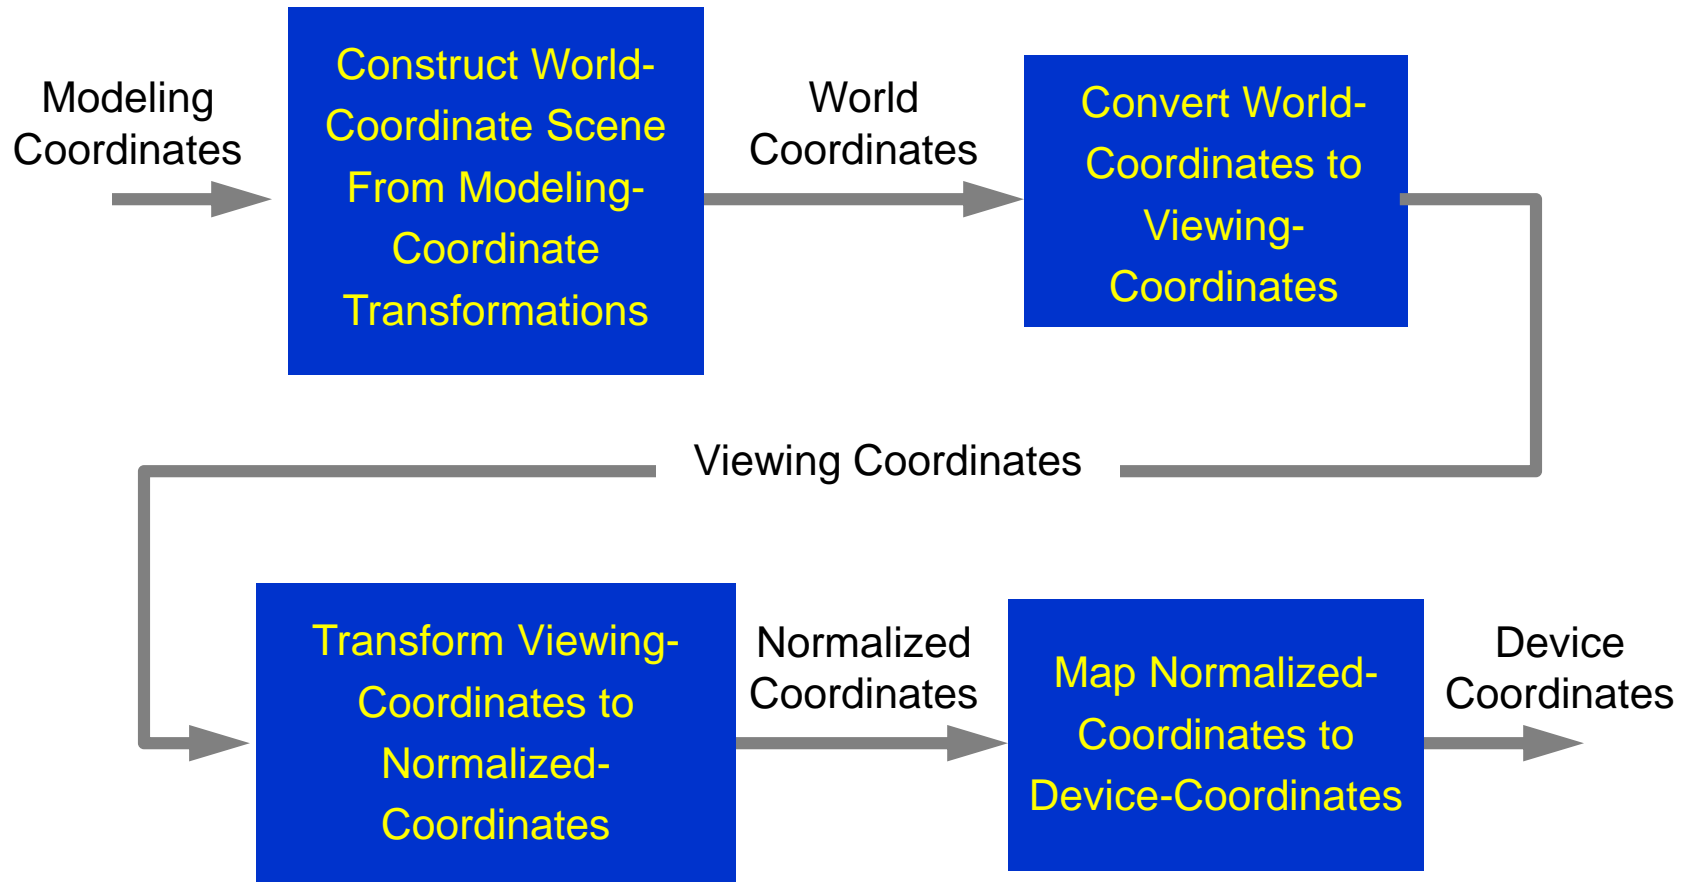 Modeling
Coordinates
Construct World-
Coordinate Scene
From Modeling-
Coordinate
Transformations
World
Coordinates
Convert World-
Coordinates to
Viewing-
Coordinates
Viewing Coordinates
Transform Viewing-
Coordinates to
Normalized-
Coordinates
Normalized
Coordinates
Map Normalized-
Coordinates to
Device-Coordinates
Device
Coordinates